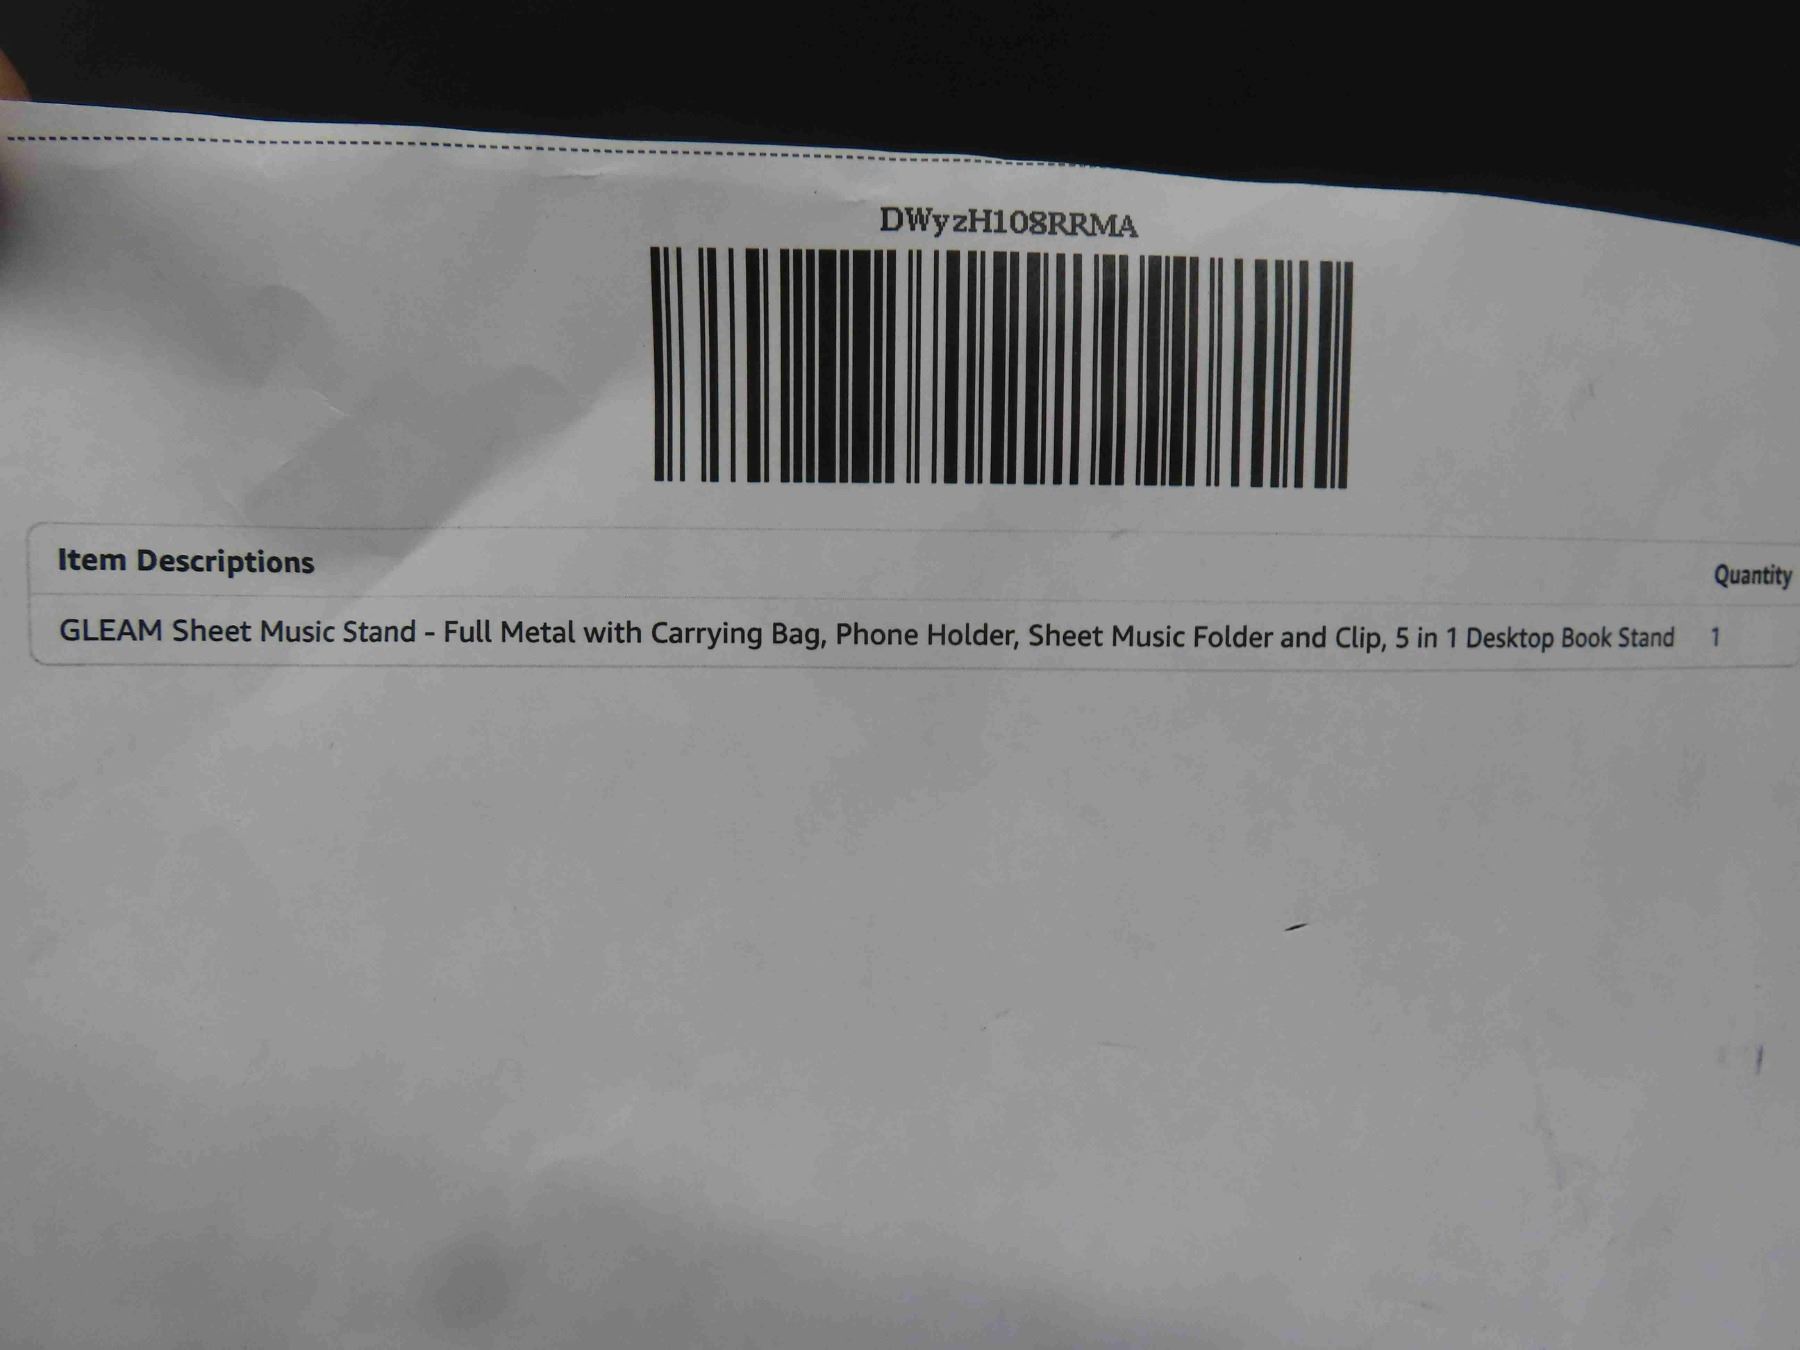 DWyzH108RRMA
Item Descriptions Quantity
GLEAM Sheet Music Stand - Full Metal with Carrying Bag, Phone Holder, Sheet Music Folder and Clip, 5 in 1 Desktop Book Stand 1